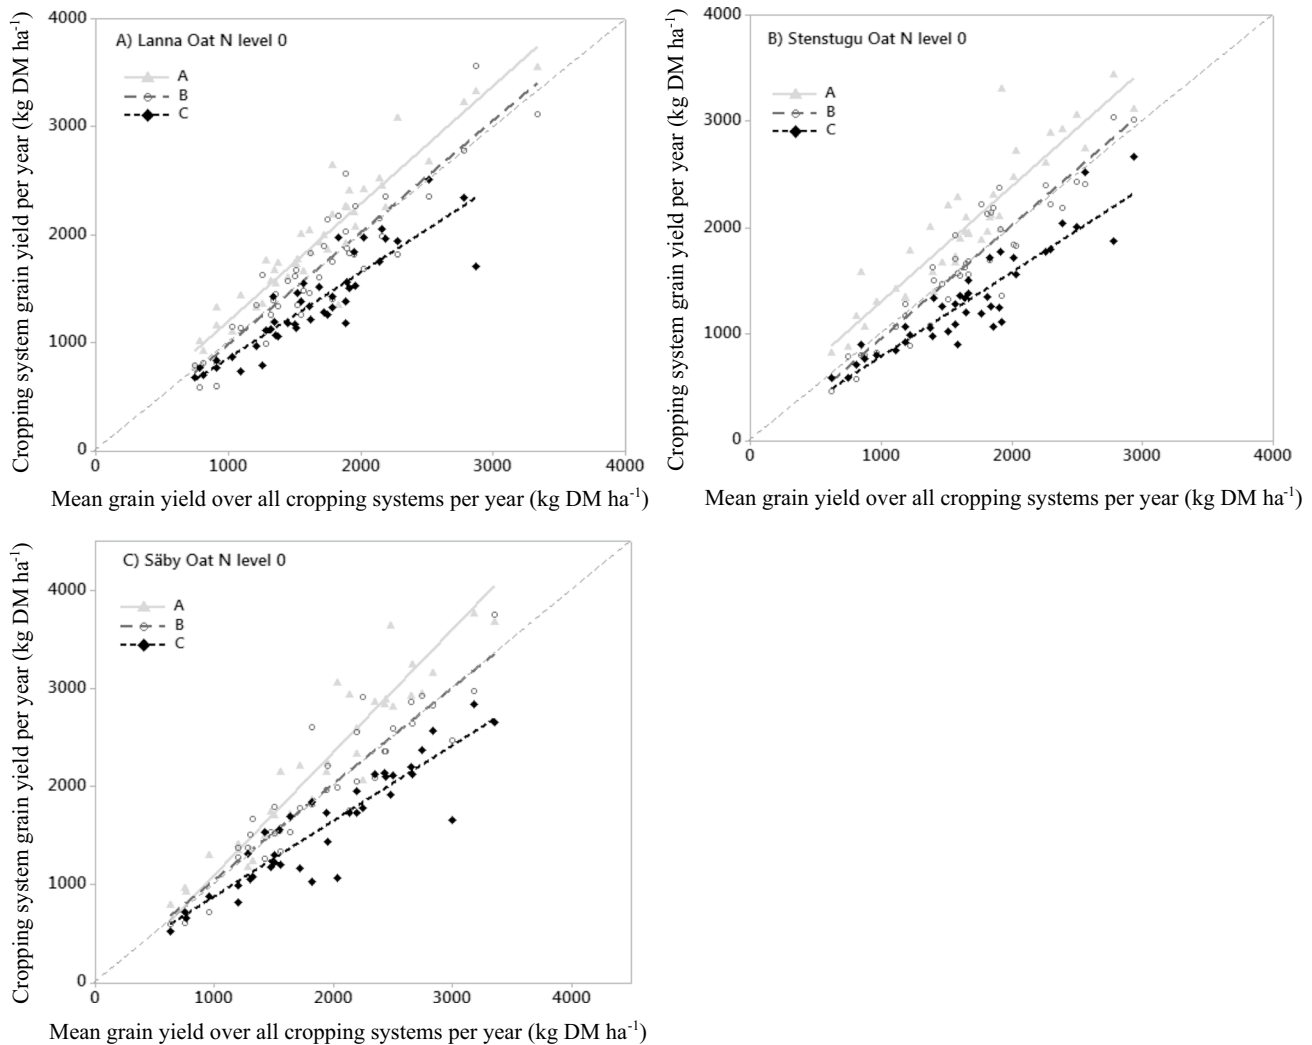 Cropping system grain yield per year (kg DM ha-1)
A) Lanna Oat N level 0
A
B
C
4000
3000
2000
1000
0
0 1000 2000 3000 4000
Mean grain yield over all cropping systems per year (kg DM ha-1)
Cropping system grain yield per year (kg DM ha-1)
B) Stenstugu Oat N level 0
A
B
C
4000
3000
2000
1000
0
0 1000 2000 3000 4000
Mean grain yield over all cropping systems per year (kg DM ha-1)
Cropping system grain yield per year (kg DM ha-1)
C) Säby Oat N level 0
A
B
C
4000
3000
2000
1000
0
0 1000 2000 3000 4000
Mean grain yield over all cropping systems per year (kg DM ha-1)